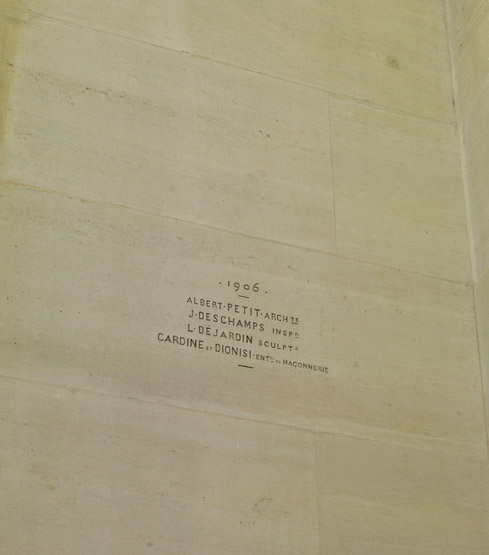 · 1906 ·
ALBERT · PETIT · ARCHTE
J · DESCHAMPS INSPR
L · DÉJARDIN SCULPTR
CARDINE ET DIONISI · ENTRS DE MAÇONNERIE